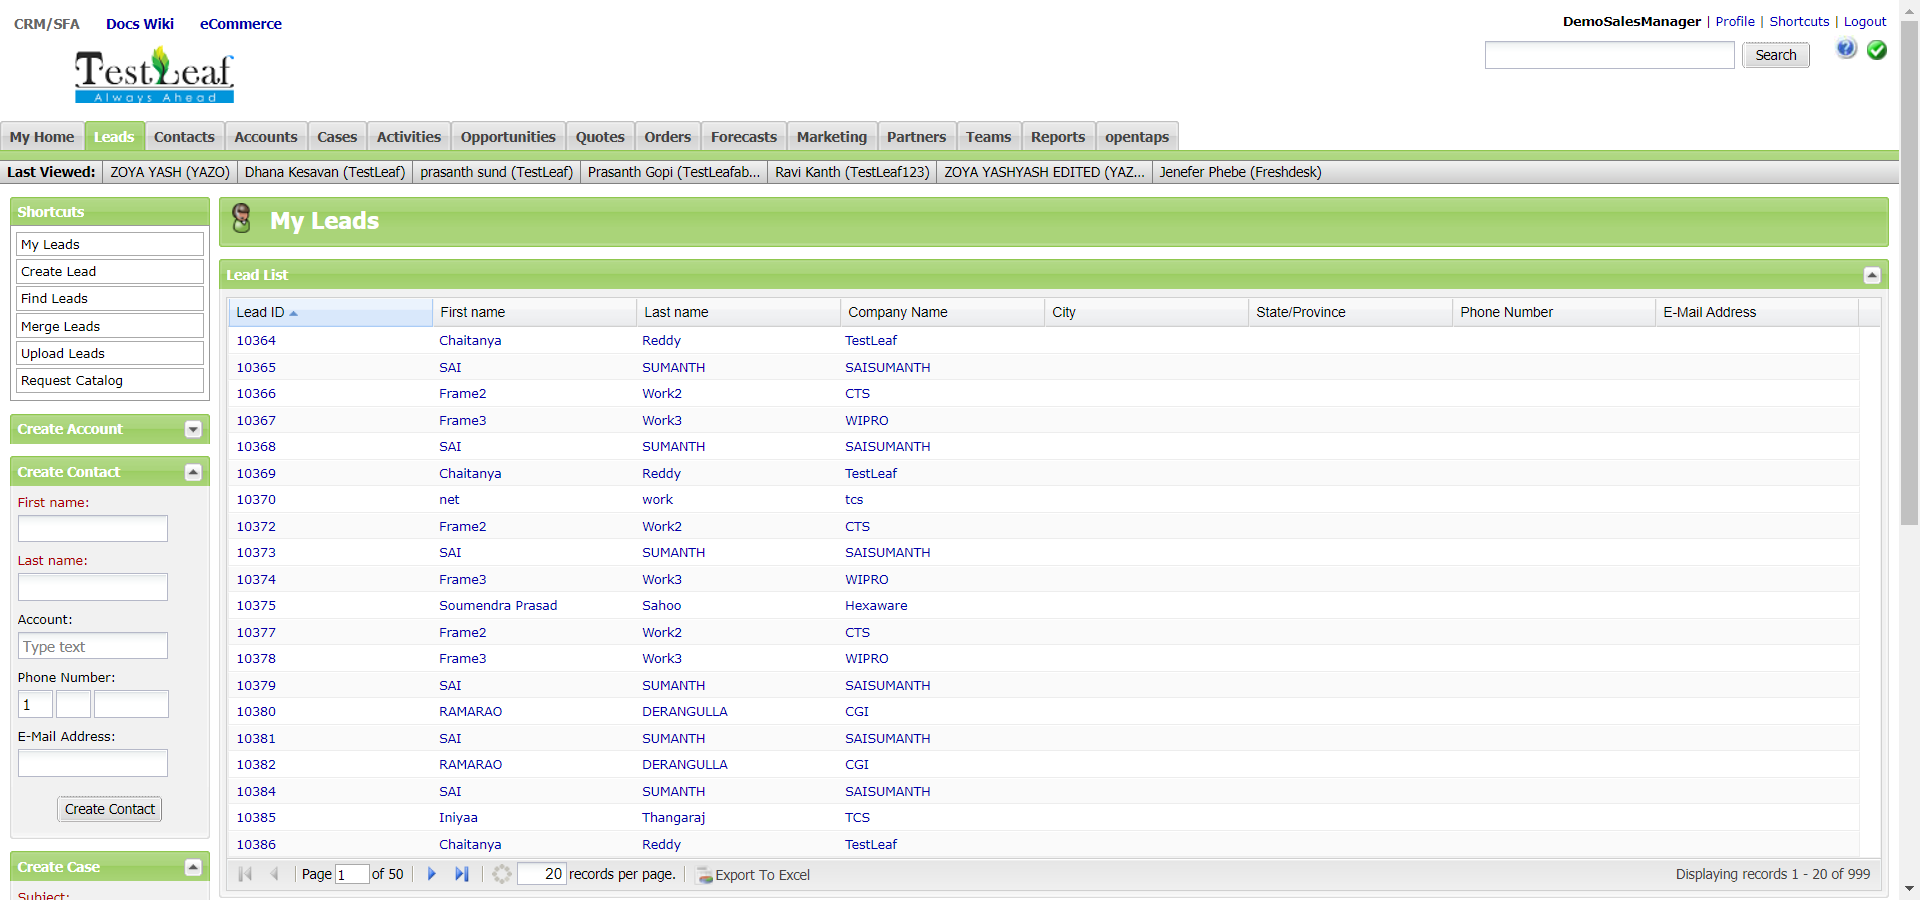 CRM/SFA Docs Wiki eCommerce
DemoSalesManager | Profile | Shortcuts | Logout
Search
TestLeaf
Always Ahead
My Home Leads Contacts Accounts Cases Activities Opportunities Quotes Orders Forecasts Marketing Partners Teams Reports opentaps
Last Viewed: ZOYA YASH (YAZO) Dhana Kesavan (TestLeaf) prasanth sund (TestLeaf) Prasanth Gopi (TestLeafab... Ravi Kanth (TestLeaf123) ZOYA YASHYASH EDITED (YAZ... Jenefer Phebe (Freshdesk)
Shortcuts
My Leads
Create Lead
Find Leads
Merge Leads
Upload Leads
Request Catalog
Create Account
Create Contact
First name:
Last name:
Account:
Type text
Phone Number:
1
E-Mail Address:
Create Contact
Create Case
Subject:
My Leads
Lead List
Lead ID First name Last name Company Name City State/Province Phone Number E-Mail Address
10364 Chaitanya Reddy TestLeaf
10365 SAI SUMANTH SAISUMANTH
10366 Frame2 Work2 CTS
10367 Frame3 Work3 WIPRO
10368 SAI SUMANTH SAISUMANTH
10369 Chaitanya Reddy TestLeaf
10370 net work tcs
10372 Frame2 Work2 CTS
10373 SAI SUMANTH SAISUMANTH
10374 Frame3 Work3 WIPRO
10375 Soumendra Prasad Sahoo Hexaware
10377 Frame2 Work2 CTS
10378 Frame3 Work3 WIPRO
10379 SAI SUMANTH SAISUMANTH
10380 RAMARAO DERANGULLA CGI
10381 SAI SUMANTH SAISUMANTH
10382 RAMARAO DERANGULLA CGI
10384 SAI SUMANTH SAISUMANTH
10385 Iniyaa Thangaraj TCS
10386 Chaitanya Reddy TestLeaf
Page 1 of 50 20 records per page. Export To Excel Displaying records 1 - 20 of 999